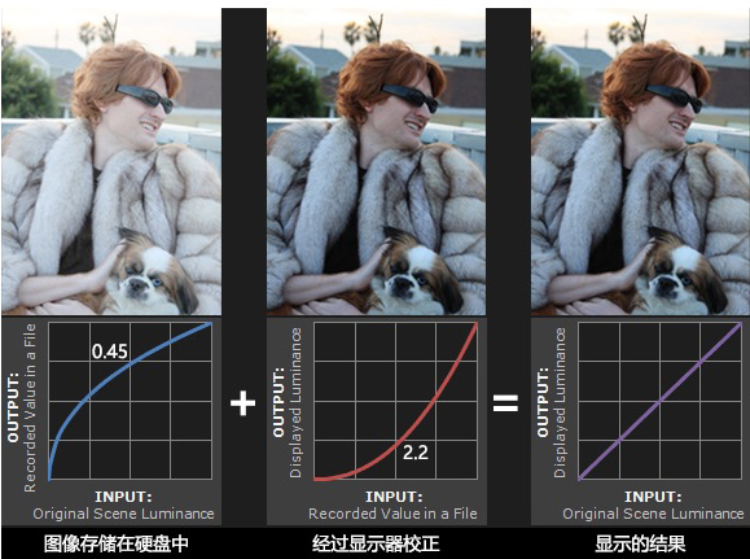 0.45
OUTPUT:
Recorded Value in a File
INPUT:
Original Scene Luminance
图像存储在硬盘中
+
2.2
OUTPUT:
Displayed Luminance
INPUT:
Recorded Value in a File
经过显示器校正
=
OUTPUT:
Displayed Luminance
INPUT:
Original Scene Luminance
显示的结果